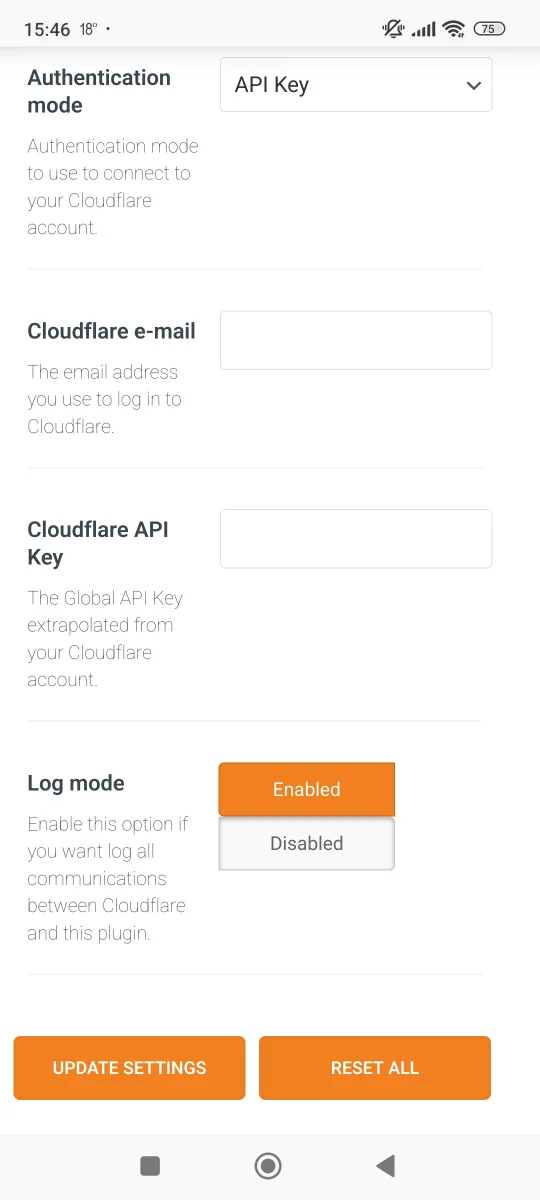 15:46 18° ·
75
Authentication
mode
API Key
Authentication mode
to use to connect to
your Cloudflare
account.
Cloudflare e-mail
The email address
you use to log in to
Cloudflare.
Cloudflare API
Key
The Global API Key
extrapolated from
your Cloudflare
account.
Log mode
Enabled
Disabled
Enable this option if
you want log all
communications
between Cloudflare
and this plugin.
UPDATE SETTINGS
RESET ALL